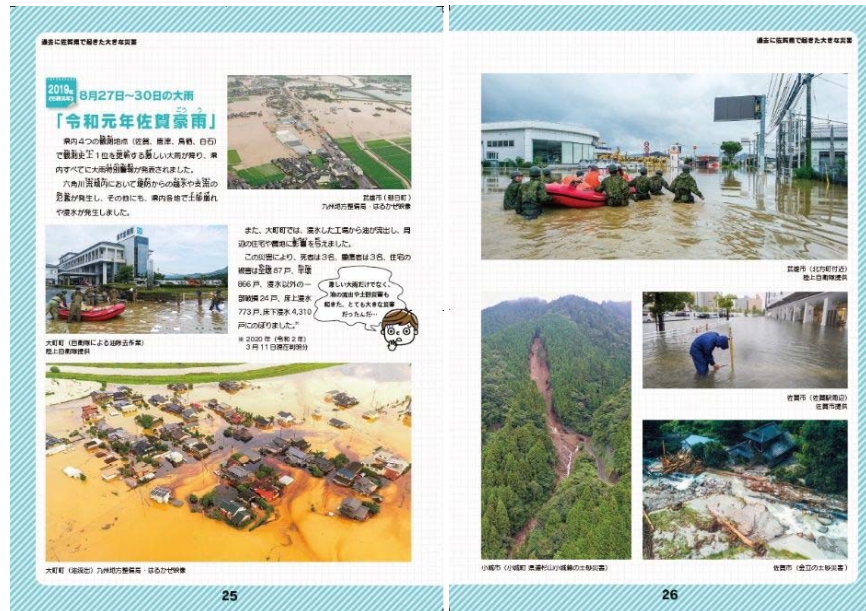 過去に佐賀県で起きた大きな災害
2019年
(令和元年)
8月27日~30日の大雨
「令和元年佐賀豪雨」
ごうう
県内4つの観測地点(佐賀、唐津、鳥栖、白石)
で観測史上1位を更新する激しい大雨が降り、県
内すべてに大雨特別警報が発表されました。
六角川流域内において堤防からの越水や支流の
氾濫が発生し、その他にも、県内各地で土砂崩れ
や浸水が発生しました。
武雄市(朝日町)
九州地方整備局・はるかぜ映像
また、大町町では、浸水した工場から油が流出し、周
辺の住宅や農地に影響を与えました。
この災害により、死者は3名、重傷者は3名、住宅の
被害は全壊87戸、半壊
866戸、浸水以外の一
部破損24戸、床上浸水
773戸、床下浸水4,310
戸にのぼりました。※
※2020年(令和2年)
3月11日現在判明分
激しい大雨だけでなく、
油の流出や土砂災害も
起きた、とても大きな災害
だったんだ…
大町町(自衛隊による油除去作業)
陸上自衛隊提供
大町町(油流出)九州地方整備局・はるかぜ映像
25
過去に佐賀県で起きた大きな災害
武雄市(北方町付近)
陸上自衛隊提供
佐賀市(佐賀駅周辺)
佐賀市提供
小城市(小城町 県道杉山小城線の土砂災害)
佐賀市(金立の土砂災害)
26